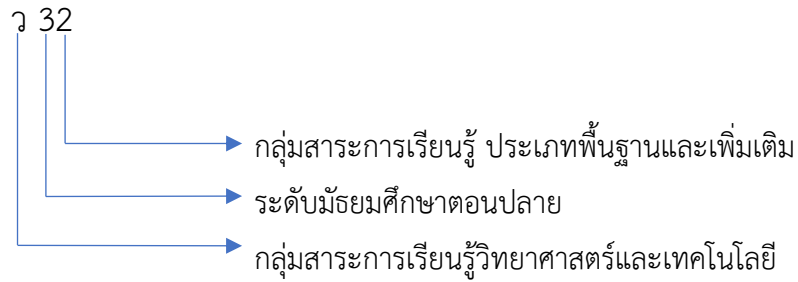 ว 32
กลุ่มสาระการเรียนรู้ ประเภทพื้นฐานและเพิ่มเติม
ระดับมัธยมศึกษาตอนปลาย
กลุ่มสาระการเรียนรู้วิทยาศาสตร์และเทคโนโลยี